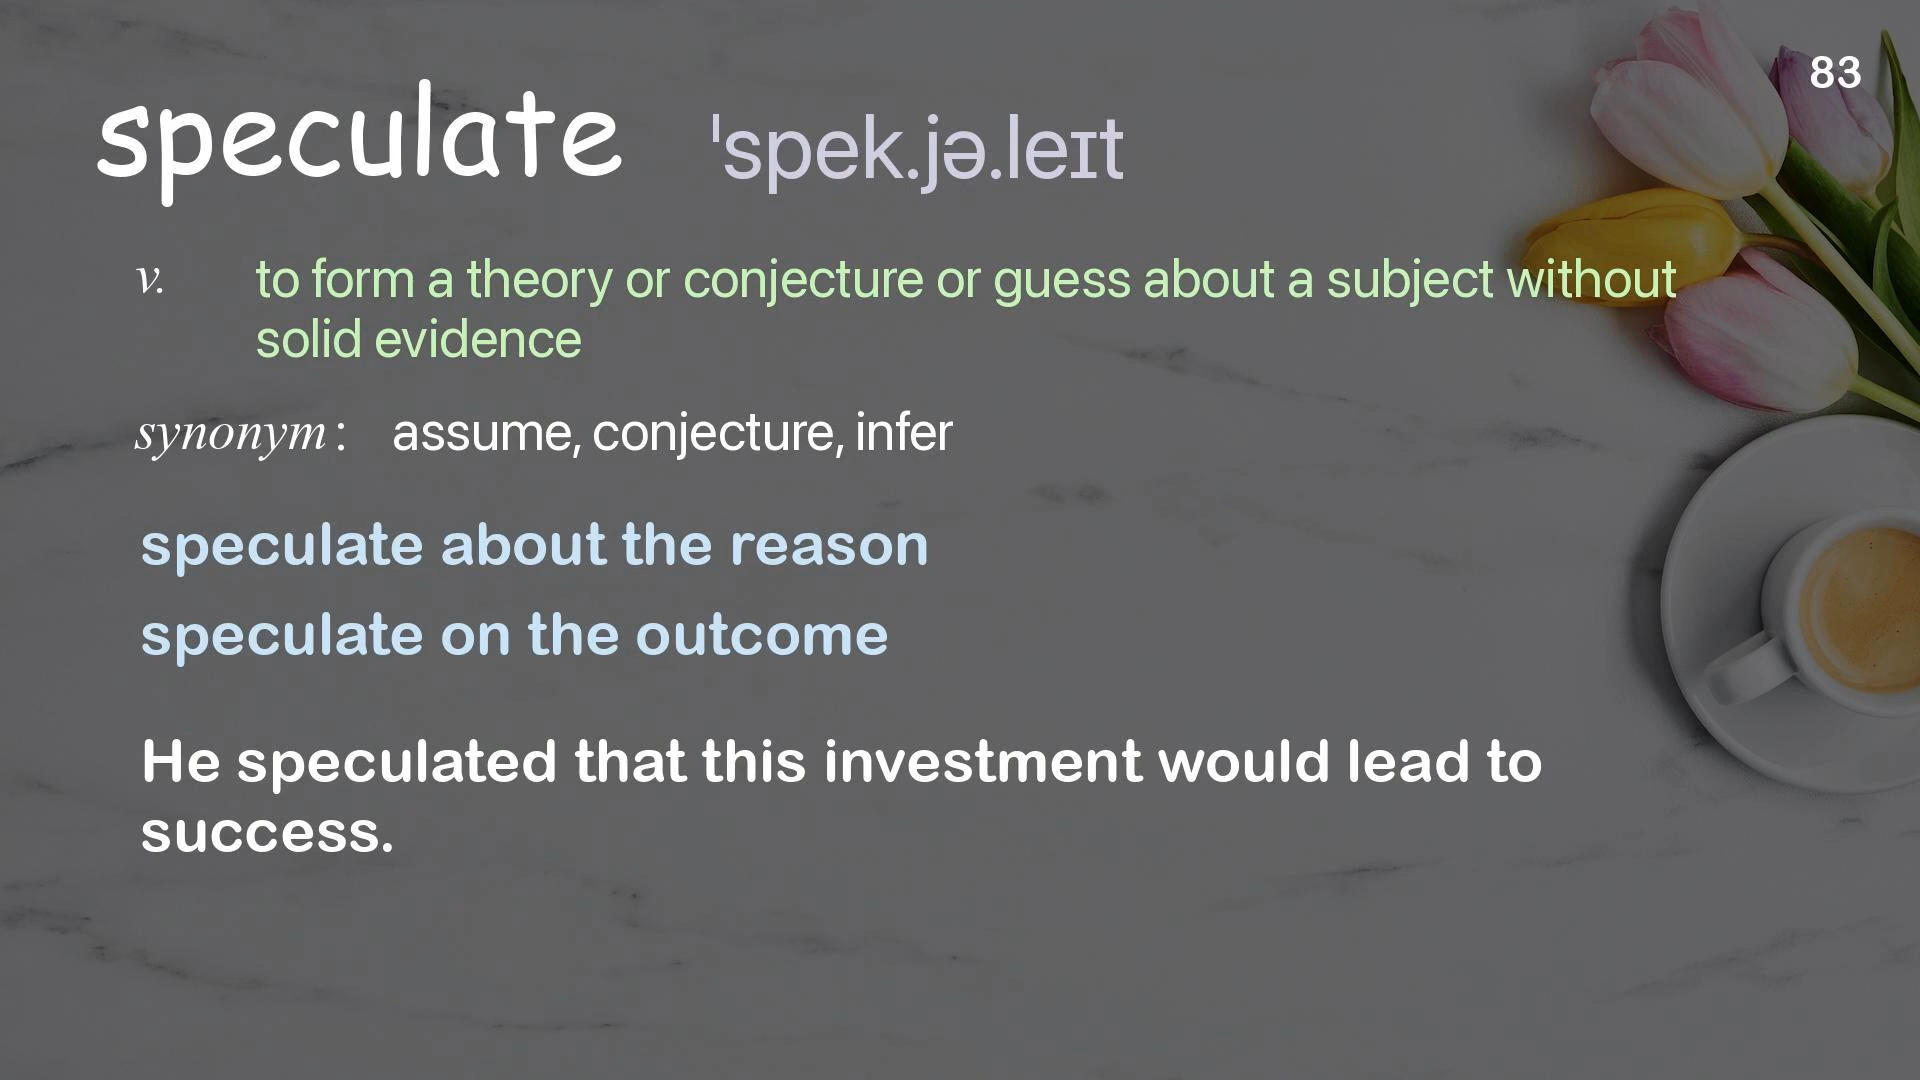 83
speculate ˈspek.jə.leɪt
v. to form a theory or conjecture or guess about a subject without
solid evidence
synonym: assume, conjecture, infer
speculate about the reason
speculate on the outcome
He speculated that this investment would lead to
success.